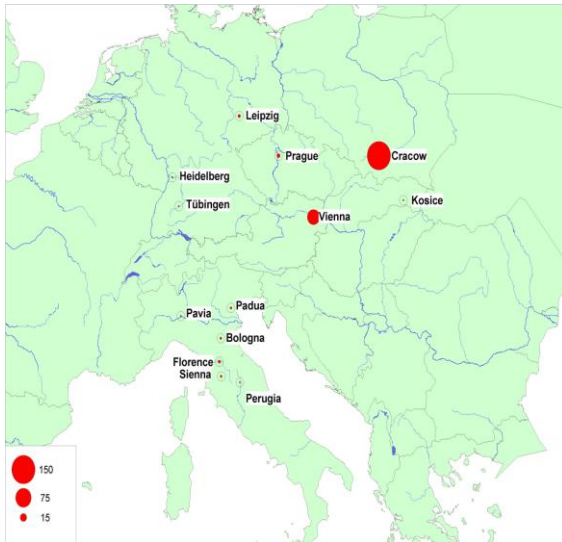 Leipzig
Prague
Cracow
Heidelberg
Tübingen
Kosice
Vienna
Padua
Pavia
Bologna
Florence
Sienna
Perugia
150
75
15